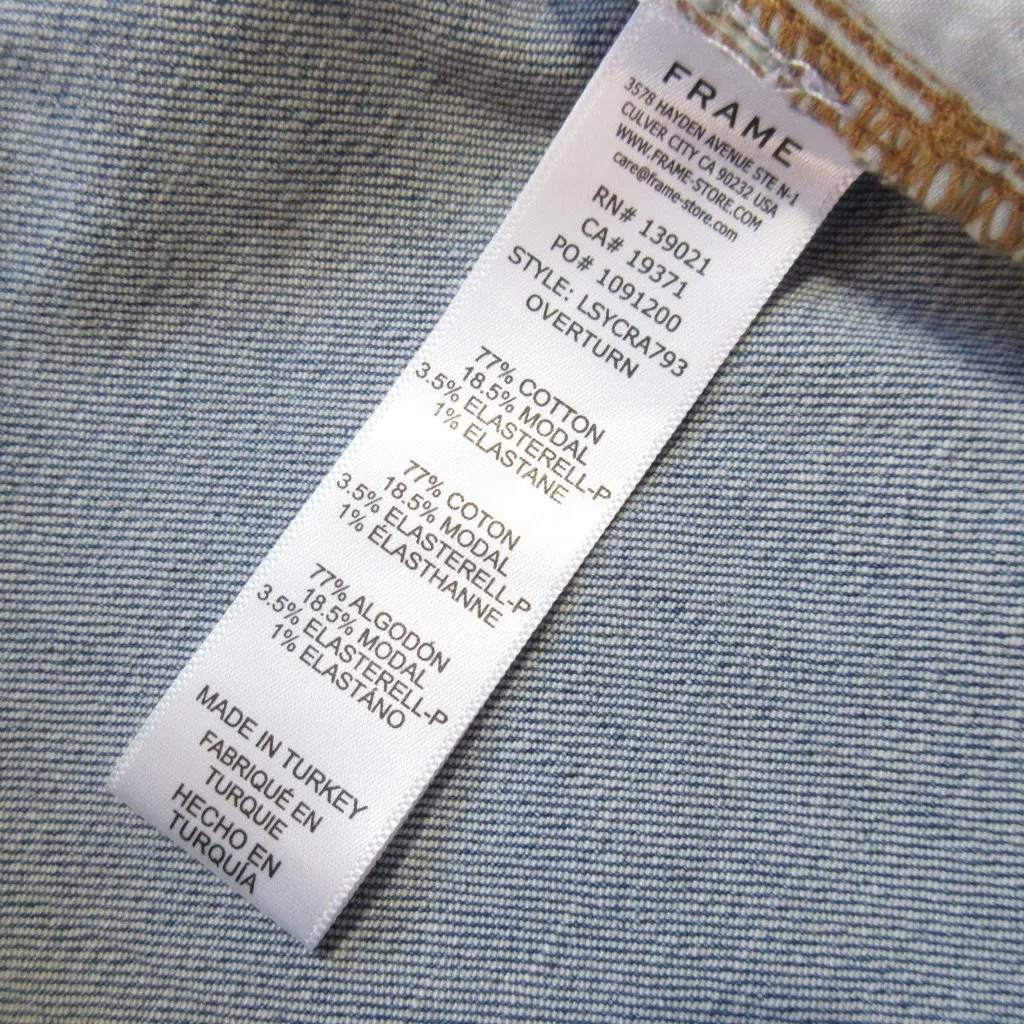 FRAME
3578 HAYDEN AVENUE STE N-1
CULVER CITY CA 90232 USA
WWW.FRAME-STORE.COM
care@frame-store.com
RN# 139021
CA# 19371
PO# 1091200
STYLE: LSYCRA793
OVERTURN
77% COTTON
18.5% MODAL
3.5% ELASTERELL-P
1% ELASTANE
77% COTON
18.5% MODAL
3.5% ELASTERELL-P
1% ÉLASTHANNE
77% ALGODÓN
18.5% MODAL
3.5% ELASTERELL-P
1% ELASTÁNO
MADE IN TURKEY
FABRIQUÉ EN
TURQUIE
HECHO EN
TURQUÍA